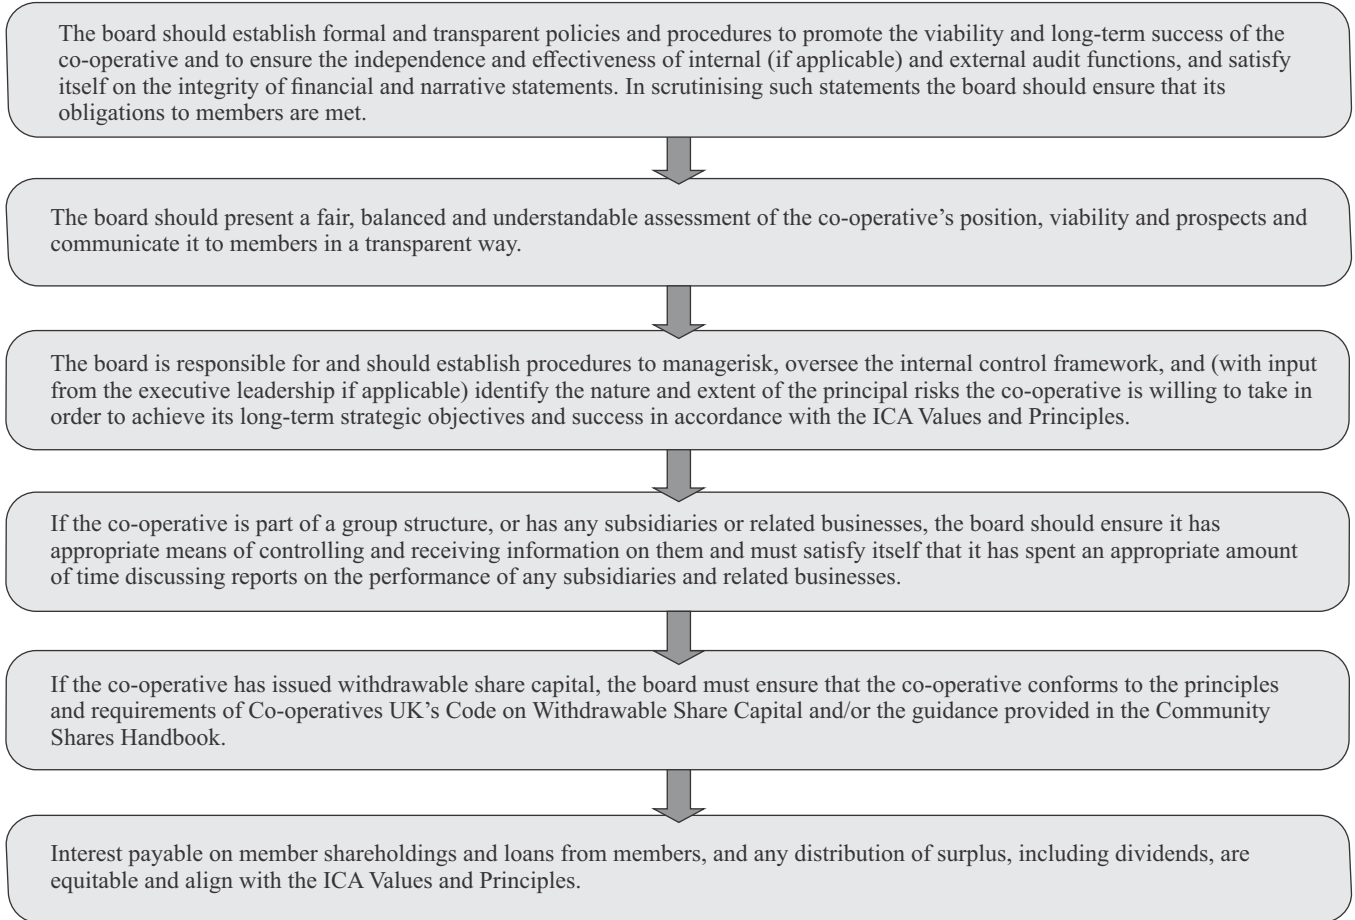 The board should establish formal and transparent policies and procedures to promote the viability and long-term success of the
co-operative and to ensure the independence and effectiveness of internal (if applicable) and external audit functions, and satisfy
itself on the integrity of financial and narrative statements. In scrutinising such statements the board should ensure that its
obligations to members are met.
The board should present a fair, balanced and understandable assessment of the co-operative’s position, viability and prospects and
communicate it to members in a transparent way.
The board is responsible for and should establish procedures to managerisk, oversee the internal control framework, and (with input
from the executive leadership if applicable) identify the nature and extent of the principal risks the co-operative is willing to take in
order to achieve its long-term strategic objectives and success in accordance with the ICA Values and Principles.
If the co-operative is part of a group structure, or has any subsidiaries or related businesses, the board should ensure it has
appropriate means of controlling and receiving information on them and must satisfy itself that it has spent an appropriate amount
of time discussing reports on the performance of any subsidiaries and related businesses.
If the co-operative has issued withdrawable share capital, the board must ensure that the co-operative conforms to the principles
and requirements of Co-operatives UK’s Code on Withdrawable Share Capital and/or the guidance provided in the Community
Shares Handbook.
Interest payable on member shareholdings and loans from members, and any distribution of surplus, including dividends, are
equitable and align with the ICA Values and Principles.